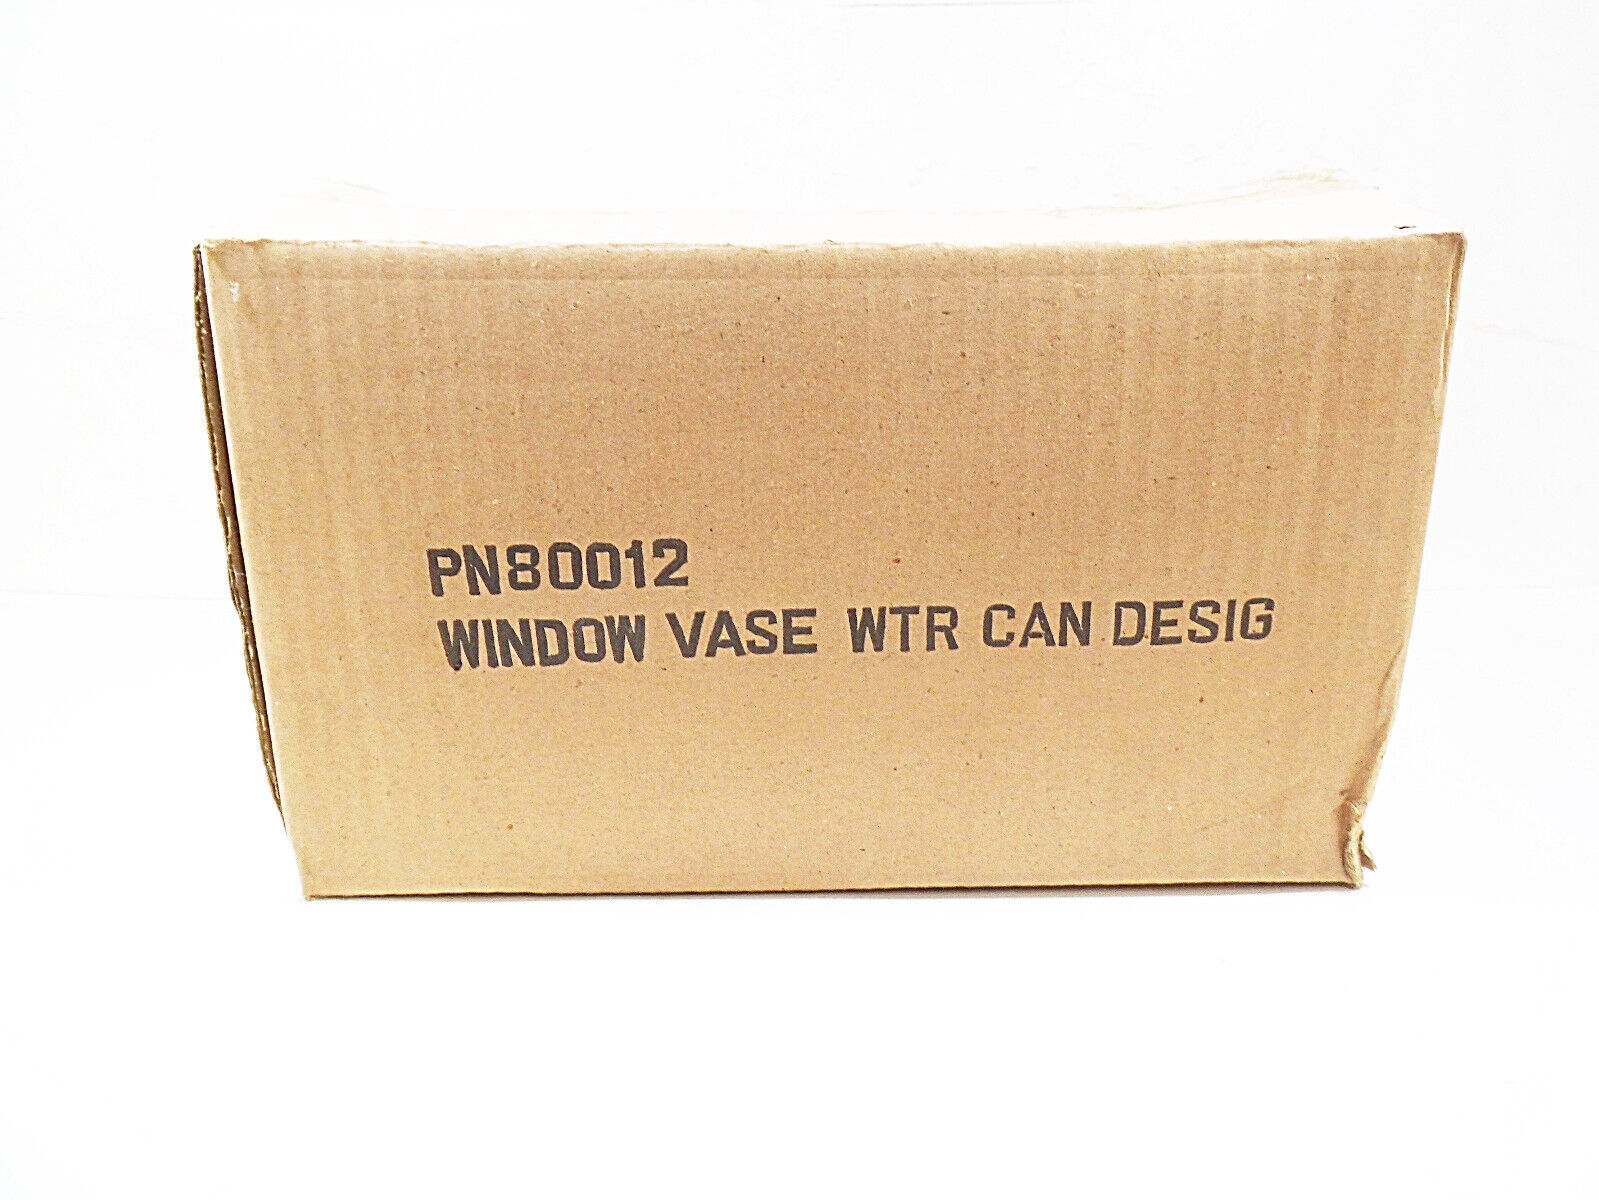 PN80012
WINDOW VASE WTR CAN DESIG